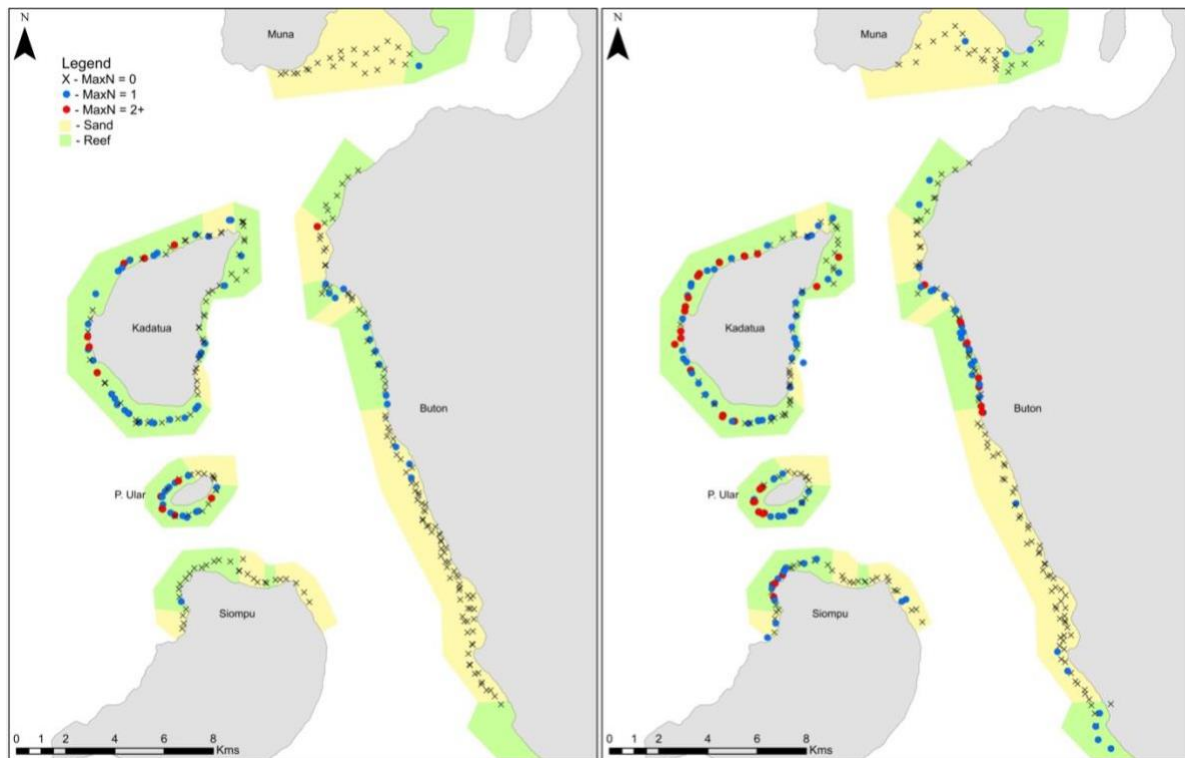 N
Muna
Legend
X - MaxN = 0
- MaxN = 1
- MaxN = 2+
- Sand
- Reef
Kadatua
Buton
P. Ular
Siompu
0 1 2 4 6 8
Kms
N
Muna
Kadatua
Buton
P. Ular
Siompu
0 1 2 4 6 8
Kms